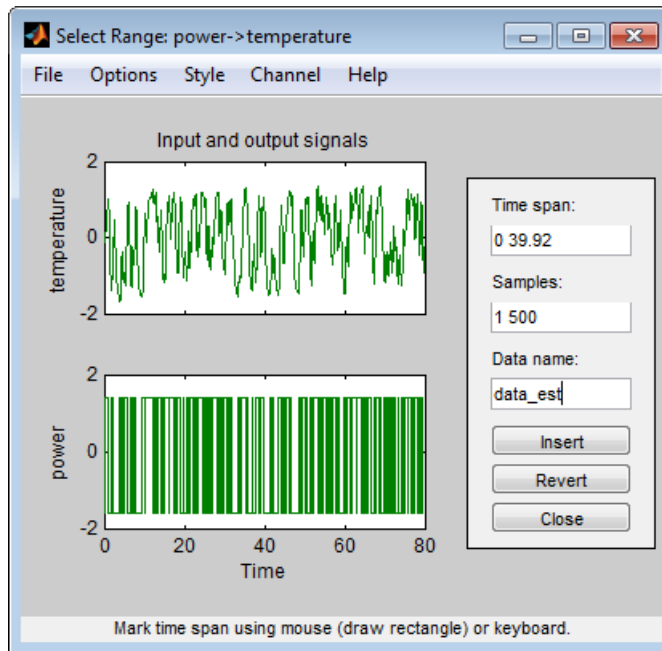 Select Range: power->temperature
File Options Style Channel Help
Input and output signals
2
0
-2
temperature
2
0
-2
power
0 20 40 60 80
Time
Time span:
0 39.92
Samples:
1 500
Data name:
data_est
Insert
Revert
Close
Mark time span using mouse (draw rectangle) or keyboard.